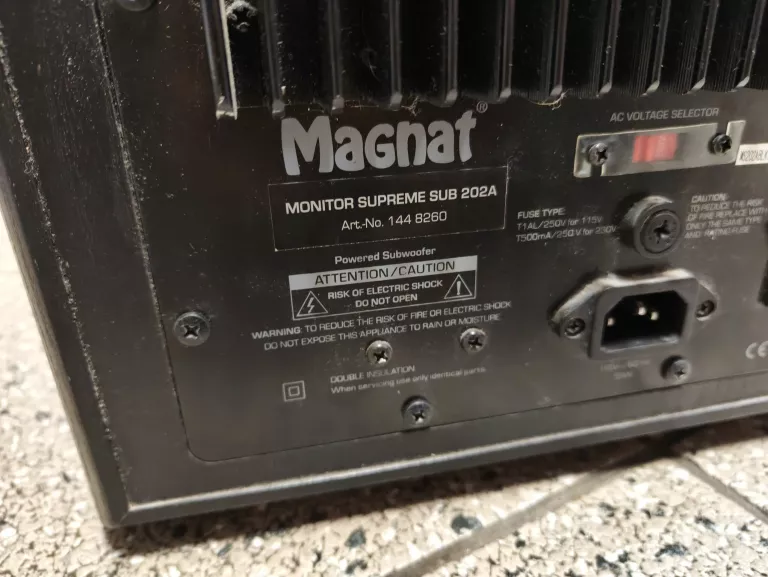 Magnat®
MONITOR SUPREME SUB 202A
Art.-No. 144 8260
Powered Subwoofer
ATTENTION/CAUTION
RISK OF ELECTRIC SHOCK
DO NOT OPEN
WARNING: TO REDUCE THE RISK OF FIRE OR ELECTRIC SHOCK
DO NOT EXPOSE THIS APPLIANCE TO RAIN OR MOISTURE.
DOUBLE INSULATION
When servicing use only identical parts.
AC VOLTAGE SELECTOR
FUSE TYPE:
T1AL/250V for 115V
T500mA/250V for 230V
CAUTION:
TO REDUCE THE RISK
OF FIRE REPLACE WITH
ONLY THE SAME TYPE
AND RATING FUSE
CE